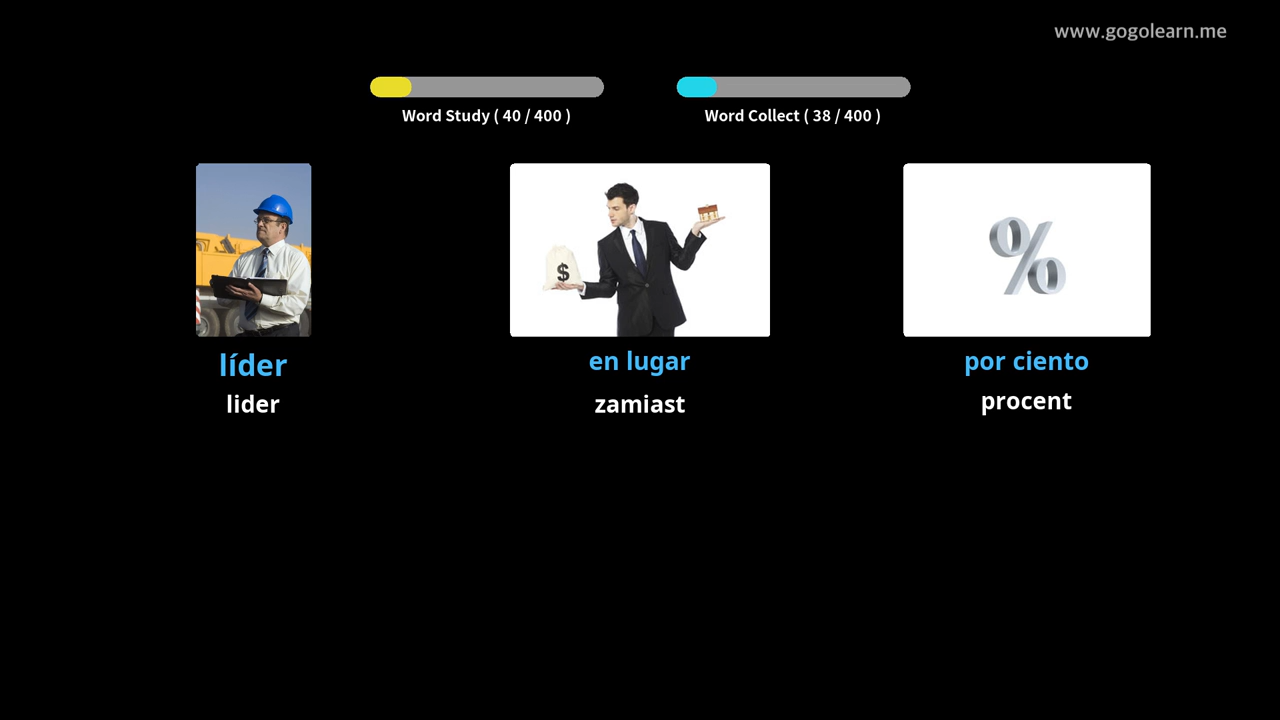 www.gogolearn.me
Word Study ( 40 / 400 )
Word Collect ( 38 / 400 )
$
%
líder
lider
en lugar
zamiast
por ciento
procent